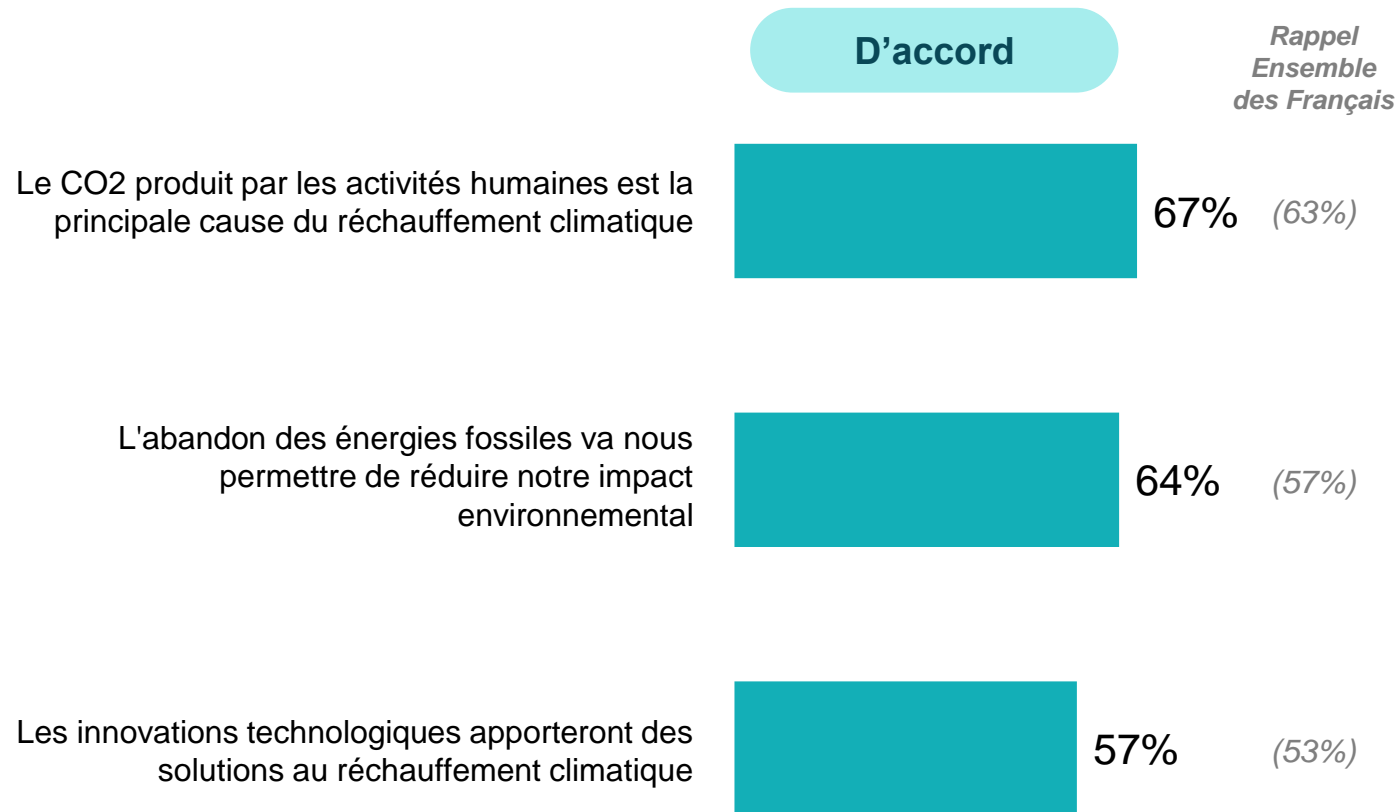 D’accord
Rappel
Ensemble
des Français
Le CO2 produit par les activités humaines est la
principale cause du réchauffement climatique
67%
(63%)
L'abandon des énergies fossiles va nous
permettre de réduire notre impact
environnemental
64%
(57%)
Les innovations technologiques apporteront des
solutions au réchauffement climatique
57%
(53%)